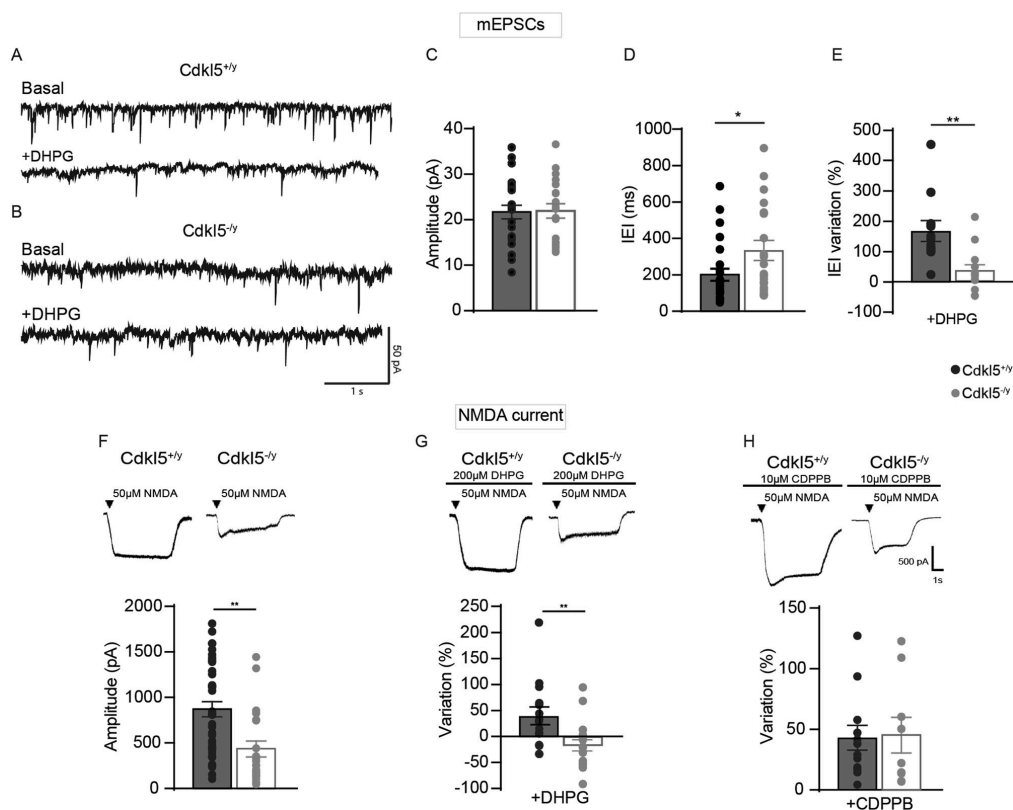 mEPSCs
A
Cdkl5+/y
Basal
+DHPG
B
Cdkl5-/y
Basal
+DHPG
50 pA
1 s
C
Amplitude (pA)
40
30
20
10
0
D
*
IEI (ms)
1000
800
600
400
200
0
E
**
IEI variation (%)
500
400
300
200
100
0
-100
+DHPG
Cdkl5+/y
Cdkl5-/y
NMDA current
F
Cdkl5+/y Cdkl5-/y
50µM NMDA 50µM NMDA
**
Amplitude (pA)
2000
1500
1000
500
0
G
Cdkl5+/y Cdkl5-/y
200µM DHPG 200µM DHPG
50µM NMDA 50µM NMDA
**
Variation (%)
250
200
150
100
50
0
-50
-100
+DHPG
H
Cdkl5+/y Cdkl5-/y
10µM CDPPB 10µM CDPPB
50µM NMDA 50µM NMDA
500 pA
1s
Variation (%)
150
100
50
0
+CDPPB